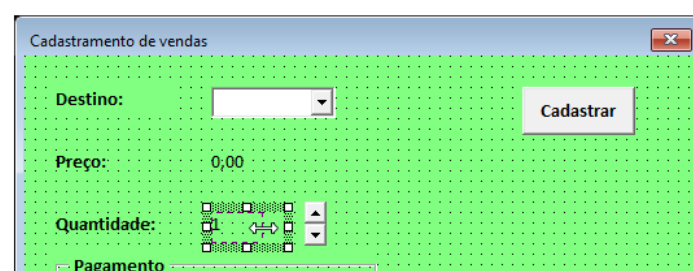 Cadastramento de vendas
Destino:
Cadastrar
Preço: 0,00
Quantidade: 1
Pagamento